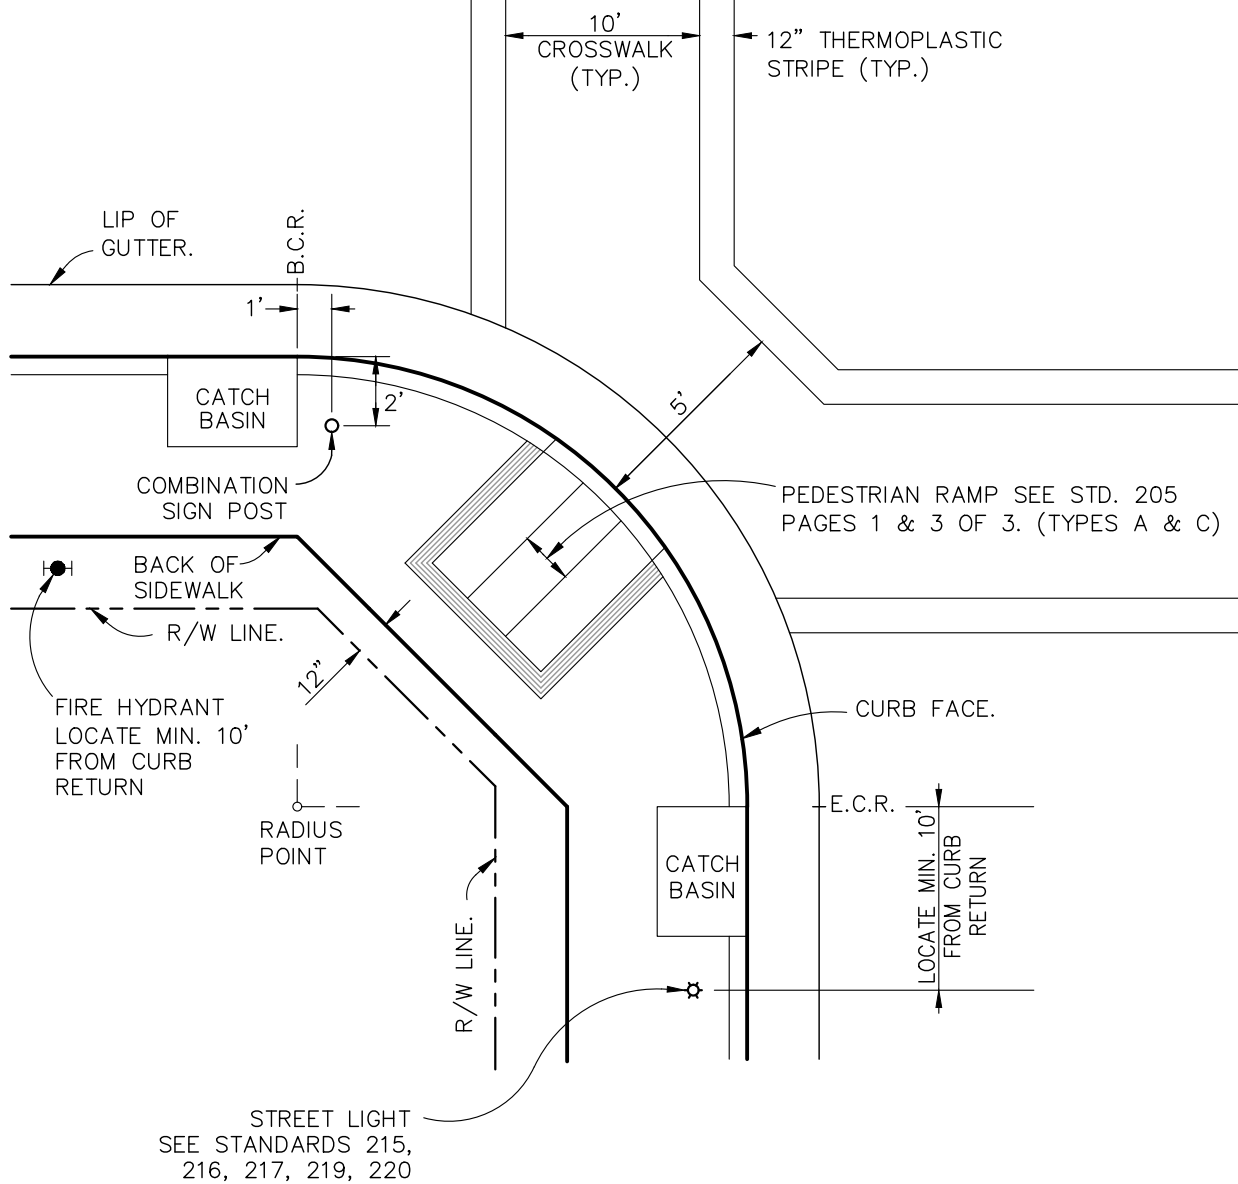 10'
CROSSWALK
(TYP.)
12" THERMOPLASTIC
STRIPE (TYP.)
LIP OF
GUTTER.
B.C.R.
1'
2'
CATCH
BASIN
5'
COMBINATION
SIGN POST
PEDESTRIAN RAMP SEE STD. 205
PAGES 1 & 3 OF 3. (TYPES A & C)
BACK OF
SIDEWALK
R/W LINE.
12"
FIRE HYDRANT
LOCATE MIN. 10'
FROM CURB
RETURN
CURB FACE.
RADIUS
POINT
E.C.R.
CATCH
BASIN
LOCATE MIN. 10'
FROM CURB
RETURN
R/W LINE.
STREET LIGHT
SEE STANDARDS 215,
216, 217, 219, 220